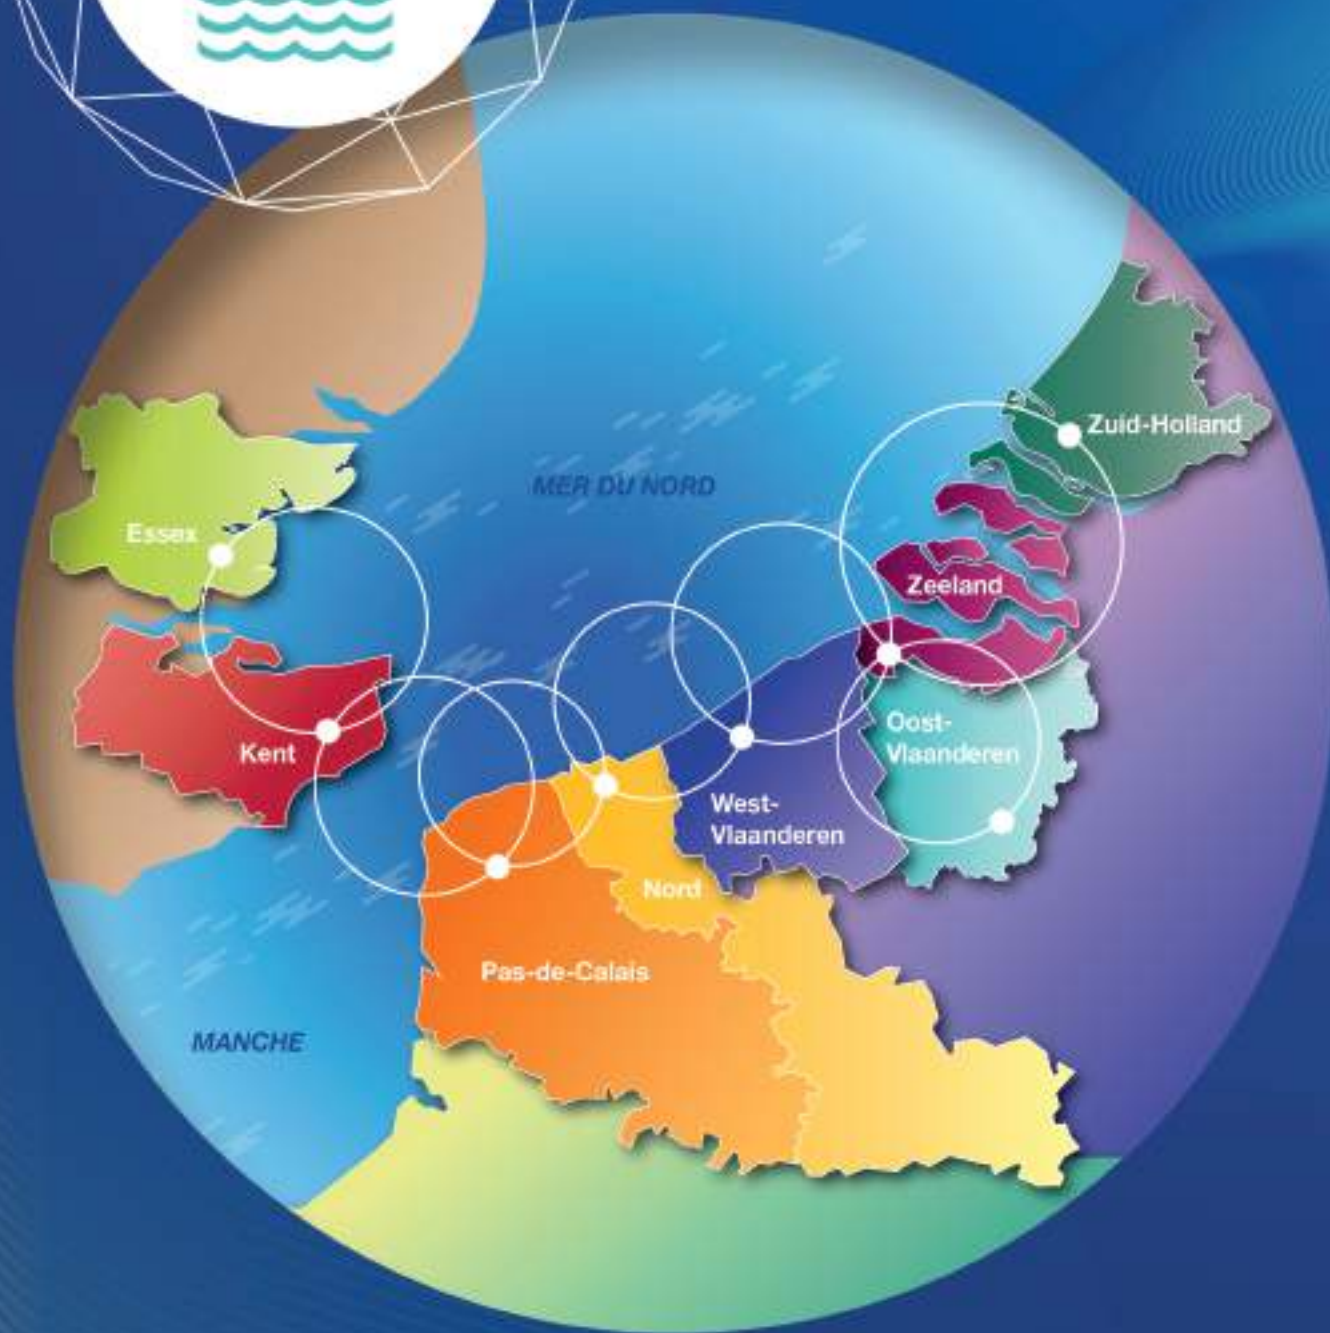 Zuid-Holland
MER DU NORD
Essex
Zeeland
Kent
Oost-
Vlaanderen
West-
Vlaanderen
Nord
Pas-de-Calais
MANCHE